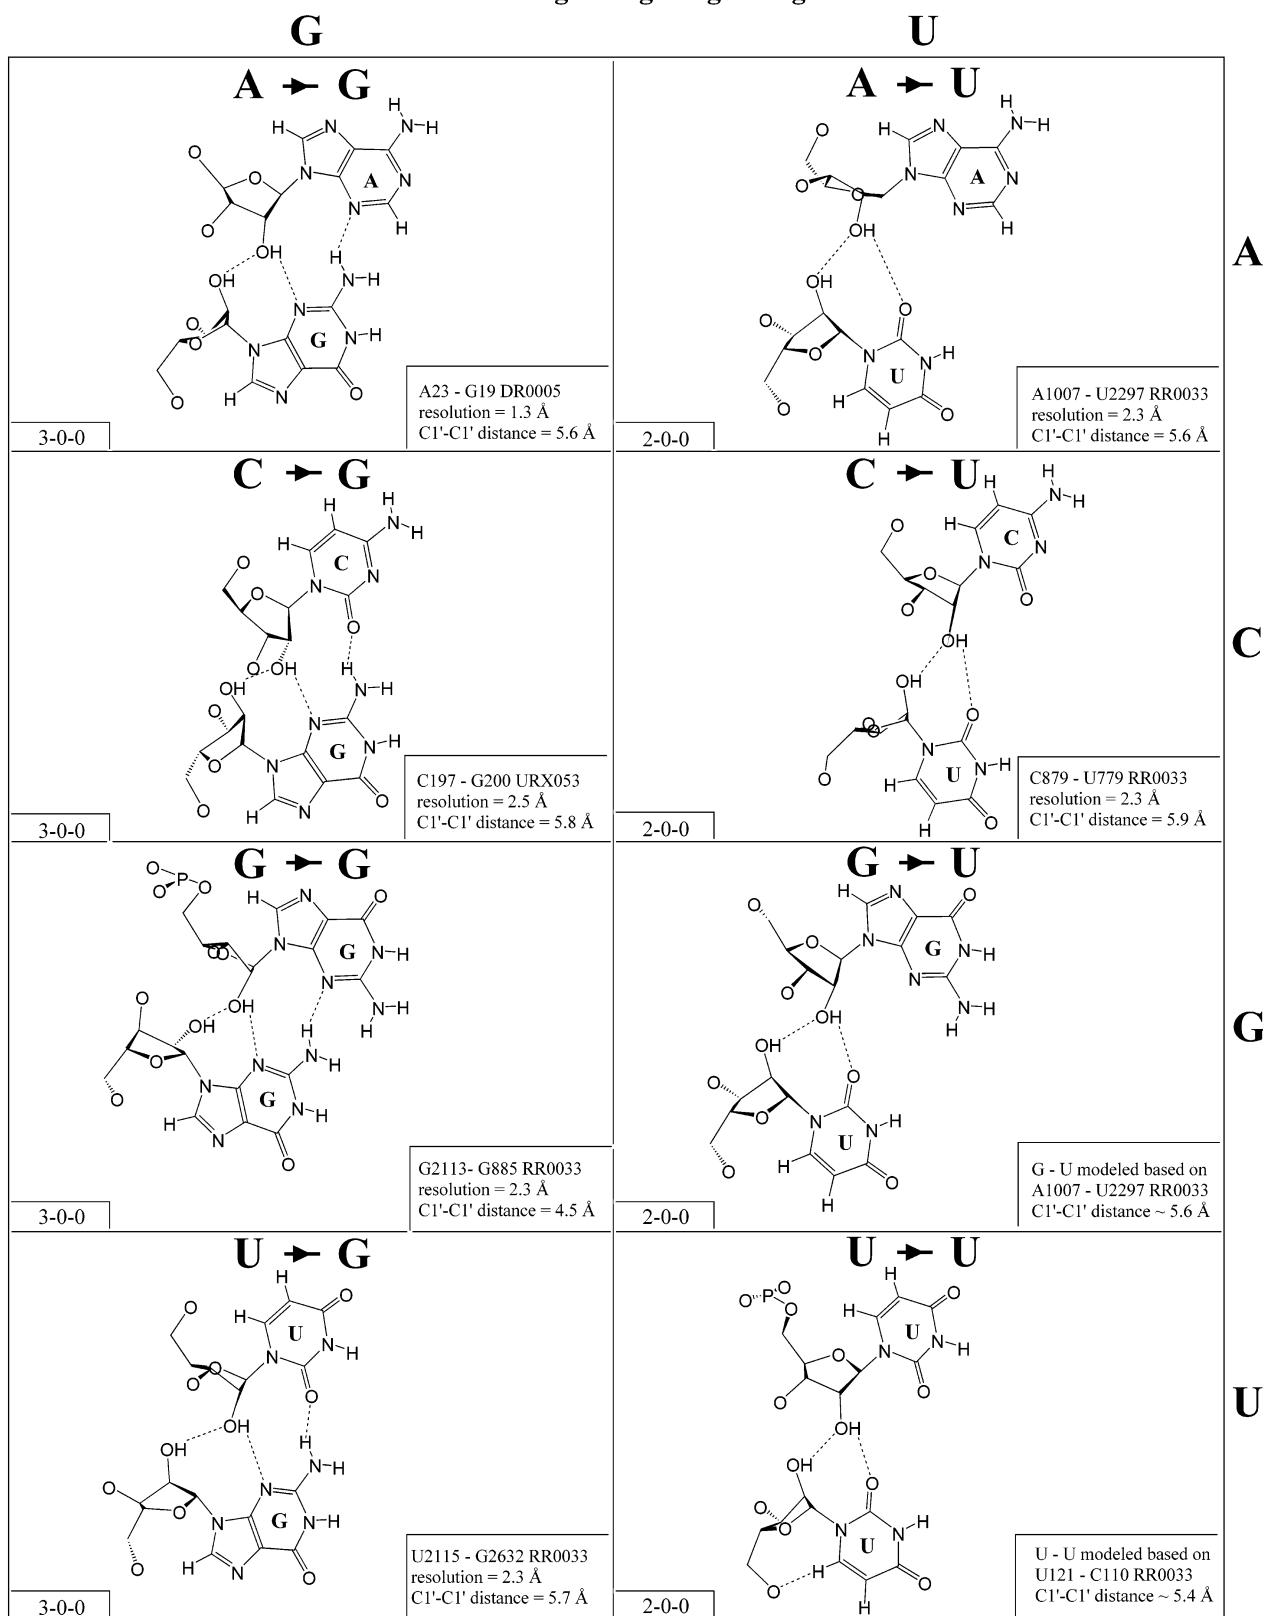 G U
A → G
A → U
A
A
A
G
U
A23 - G19 DR0005
resolution = 1.3 Å
C1'-C1' distance = 5.6 Å
3-0-0
A1007 - U2297 RR0033
resolution = 2.3 Å
C1'-C1' distance = 5.6 Å
2-0-0
C → G
C → U
C
C
C
G
U
C197 - G200 URX053
resolution = 2.5 Å
C1'-C1' distance = 5.8 Å
3-0-0
C879 - U779 RR0033
resolution = 2.3 Å
C1'-C1' distance = 5.9 Å
2-0-0
G → G
G → U
G
G
G
G
U
G2113- G885 RR0033
resolution = 2.3 Å
C1'-C1' distance = 4.5 Å
3-0-0
G - U modeled based on
A1007 - U2297 RR0033
C1'-C1' distance ~ 5.6 Å
2-0-0
U → G
U → U
U
U
U
G
U
U2115 - G2632 RR0033
resolution = 2.3 Å
C1'-C1' distance = 5.7 Å
3-0-0
U - U modeled based on
U121 - C110 RR0033
C1'-C1' distance ~ 5.4 Å
2-0-0